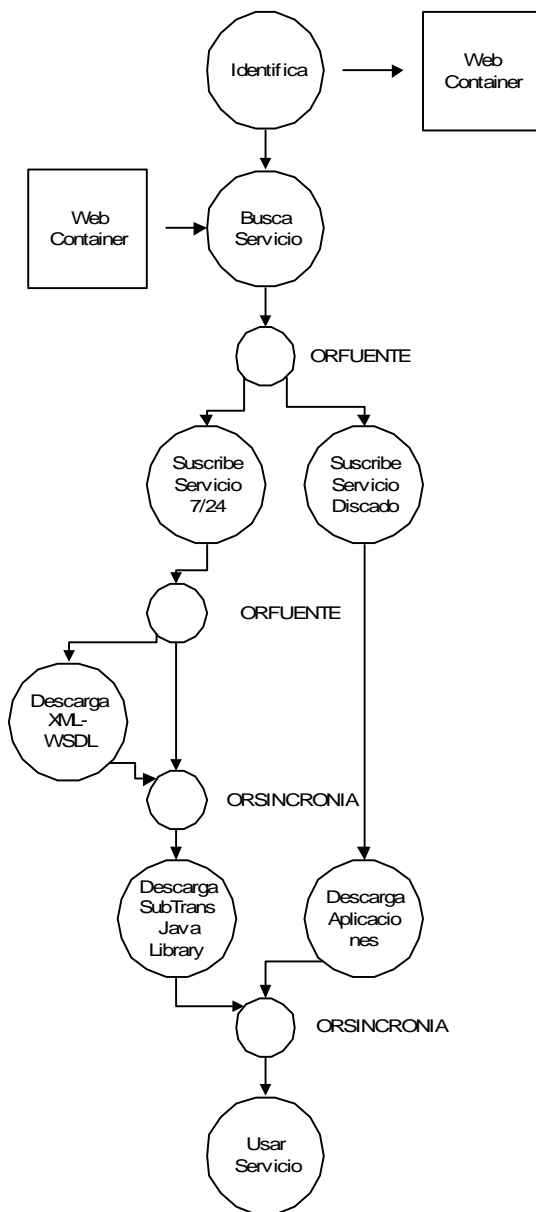 Identifica
Web
Container
Web
Container
Busca
Servicio
ORFUENTE
Suscribe
Servicio
7/24
Suscribe
Servicio
Discado
ORFUENTE
Descarga
XML-
WSDL
ORSINCRONIA
Descarga
SubTrans
Java
Library
Descarga
Aplicacio
nes
ORSINCRONIA
Usar
Servicio